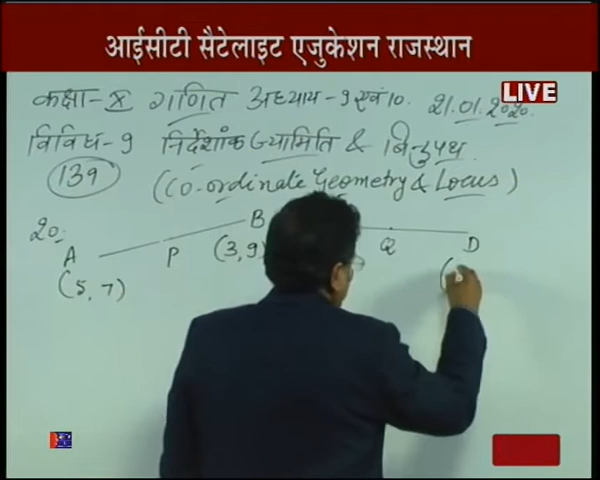 आईसीटी सैटेलाइट एजुकेशन राजस्थान
LIVE
कक्षा-X गणित अध्याय-9 एवं 10. 21.01.2020.
विविध-9 निर्देशांक ज्यामिति & बिन्दुपथ
139 (Co-ordinate Geometry & Locus)
20.
A P B Q D
(5, 7) (3, 9)